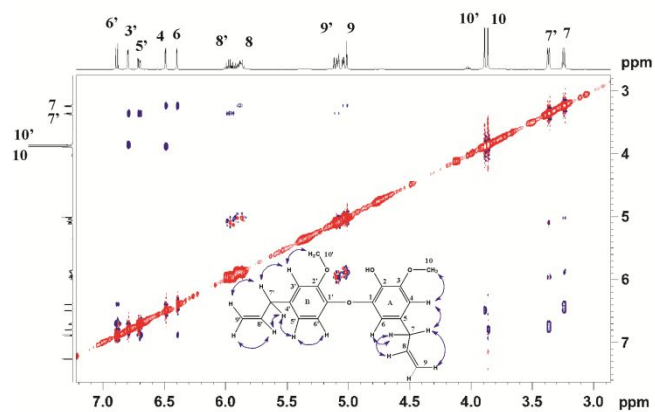 6' 3' 5' 4 6 8' 8 9' 9 10' 10 7' 7
ppm
ppm
7
7'
10'
10
3
4
5
6
7
CH₃ 10'
O
H 3' 2'
H 7' B 1' O
H 4'
9' 8' H 5' 6'
H H H H
OH O CH₃ 10
2 3
A 4 H
6 5
H H 7 H
H 8
9
H H
7.0 6.5 6.0 5.5 5.0 4.5 4.0 3.5 3.0